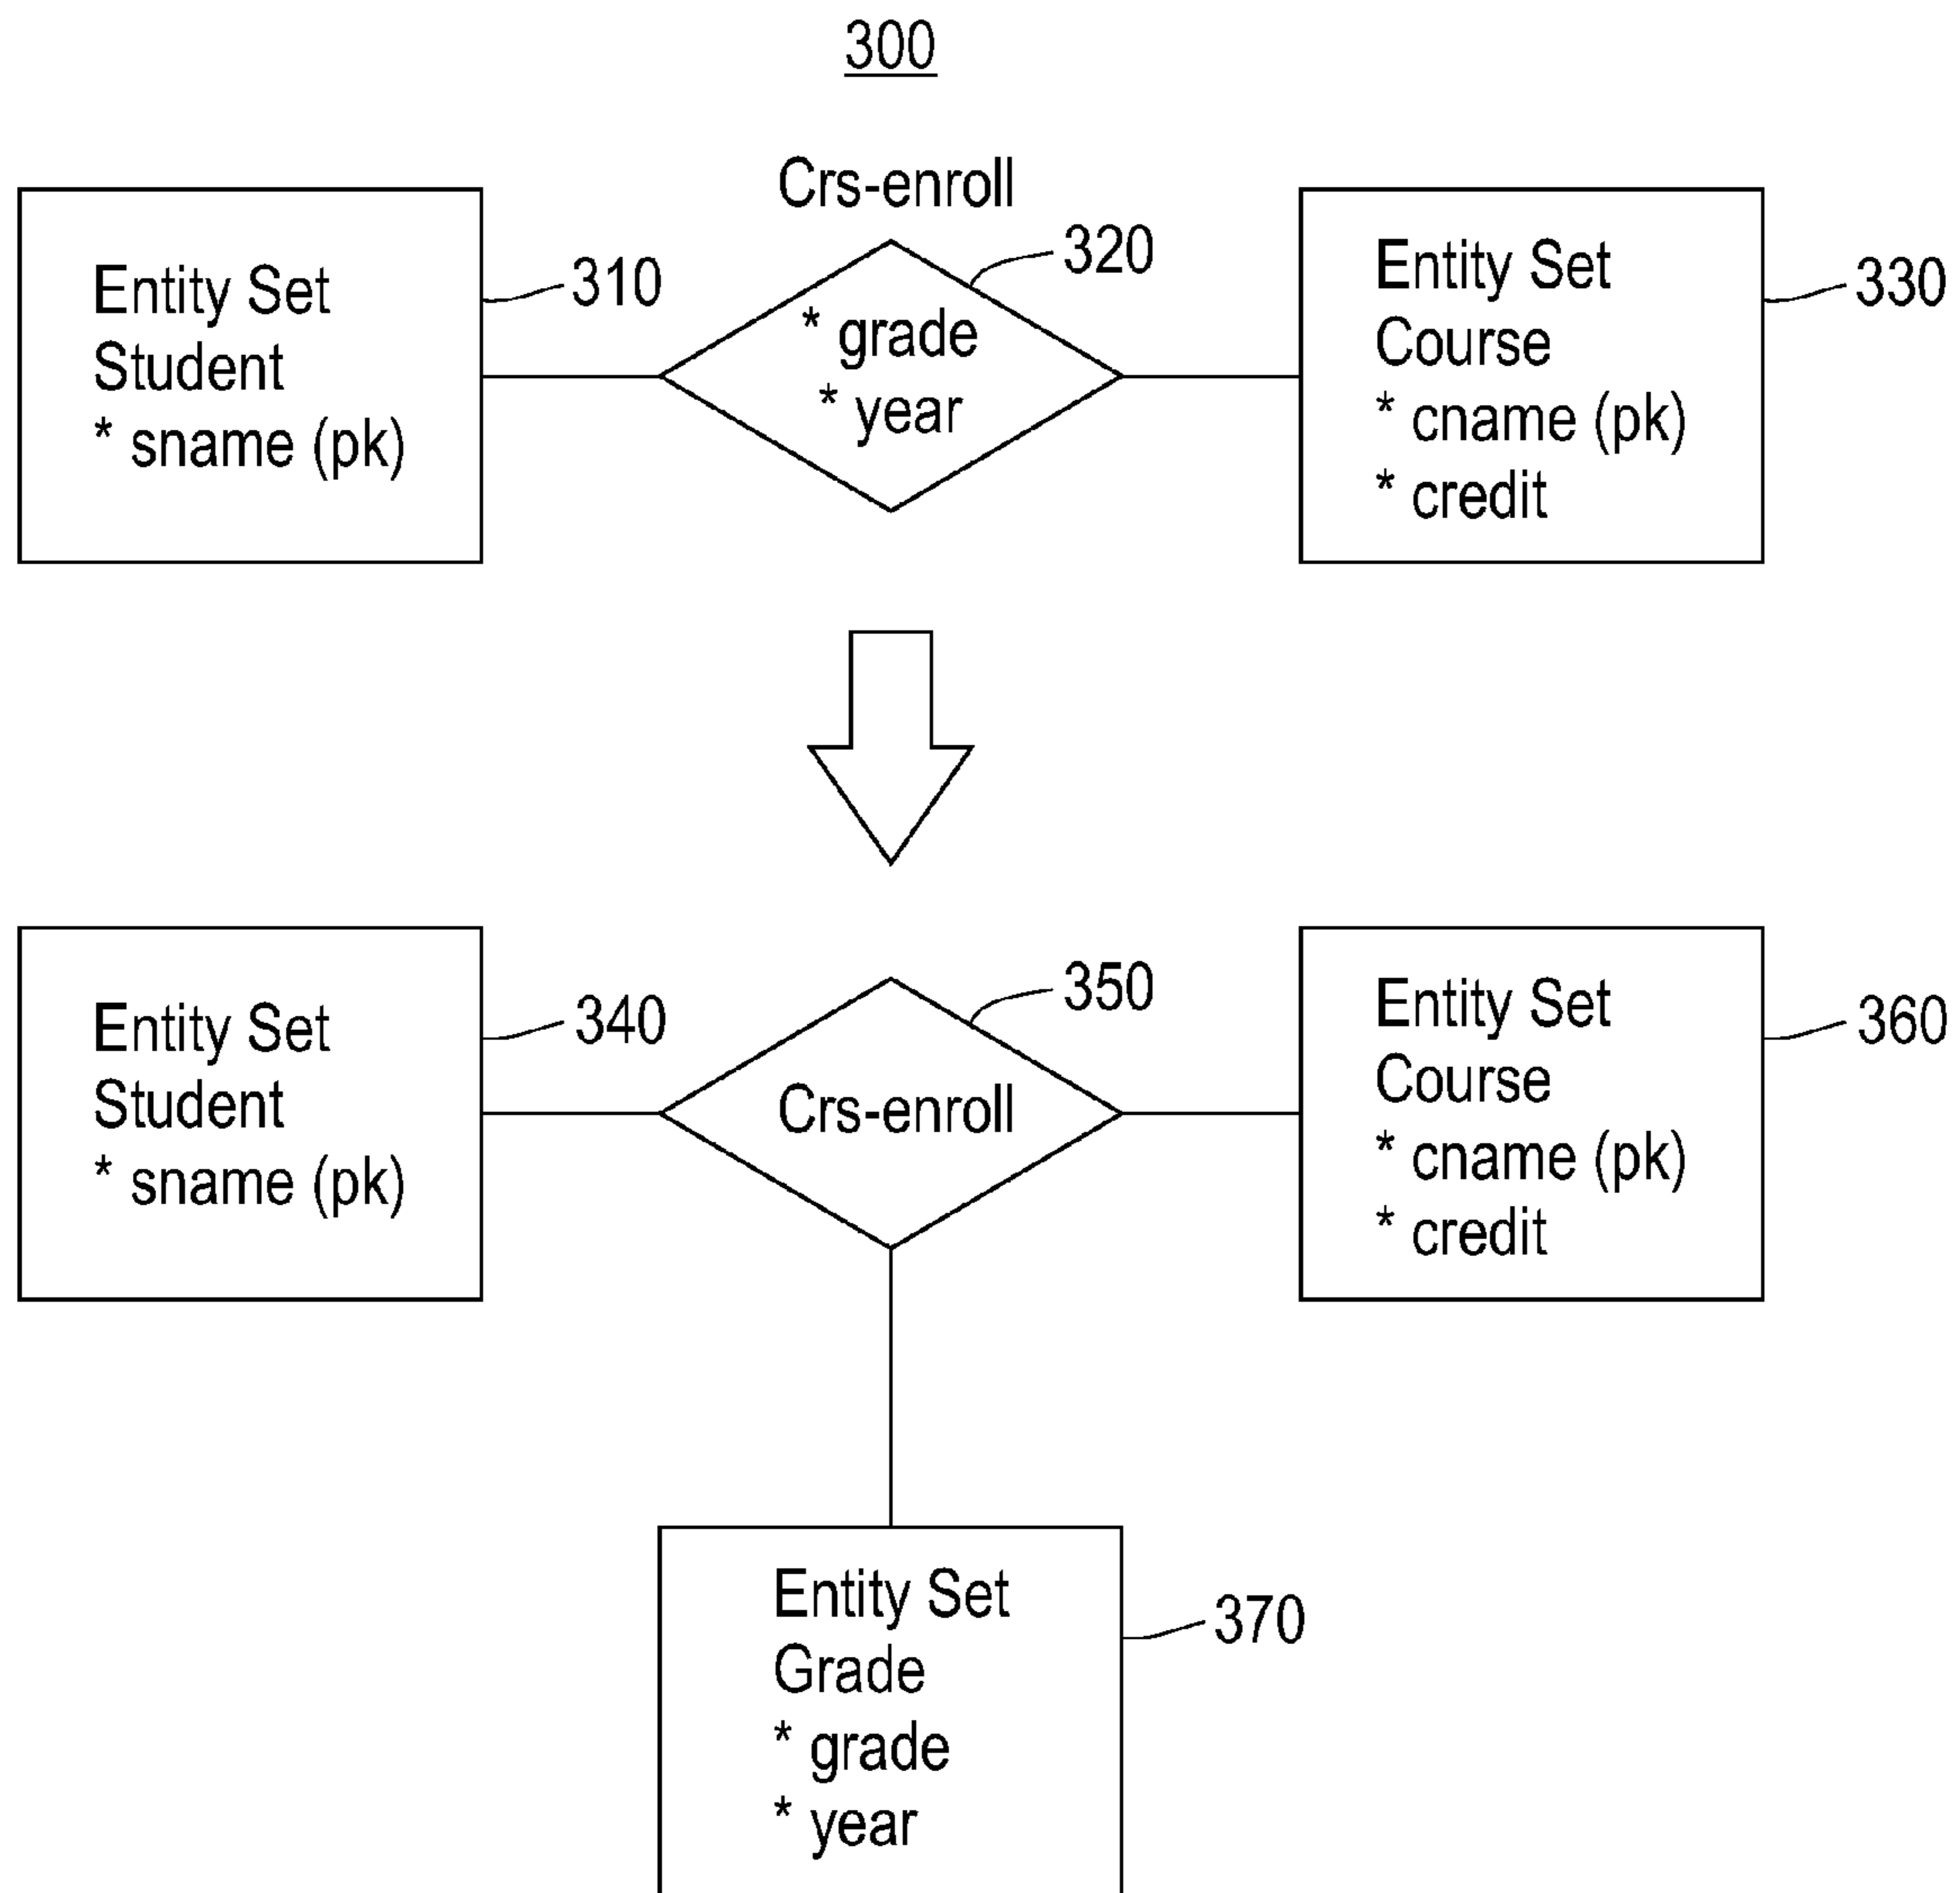 300
Crs-enroll
Entity Set
Student
* sname (pk)
310
* grade
* year
320
Entity Set
Course
* cname (pk)
* credit
330
Entity Set
Student
* sname (pk)
340
Crs-enroll
350
Entity Set
Course
* cname (pk)
* credit
360
Entity Set
Grade
* grade
* year
370